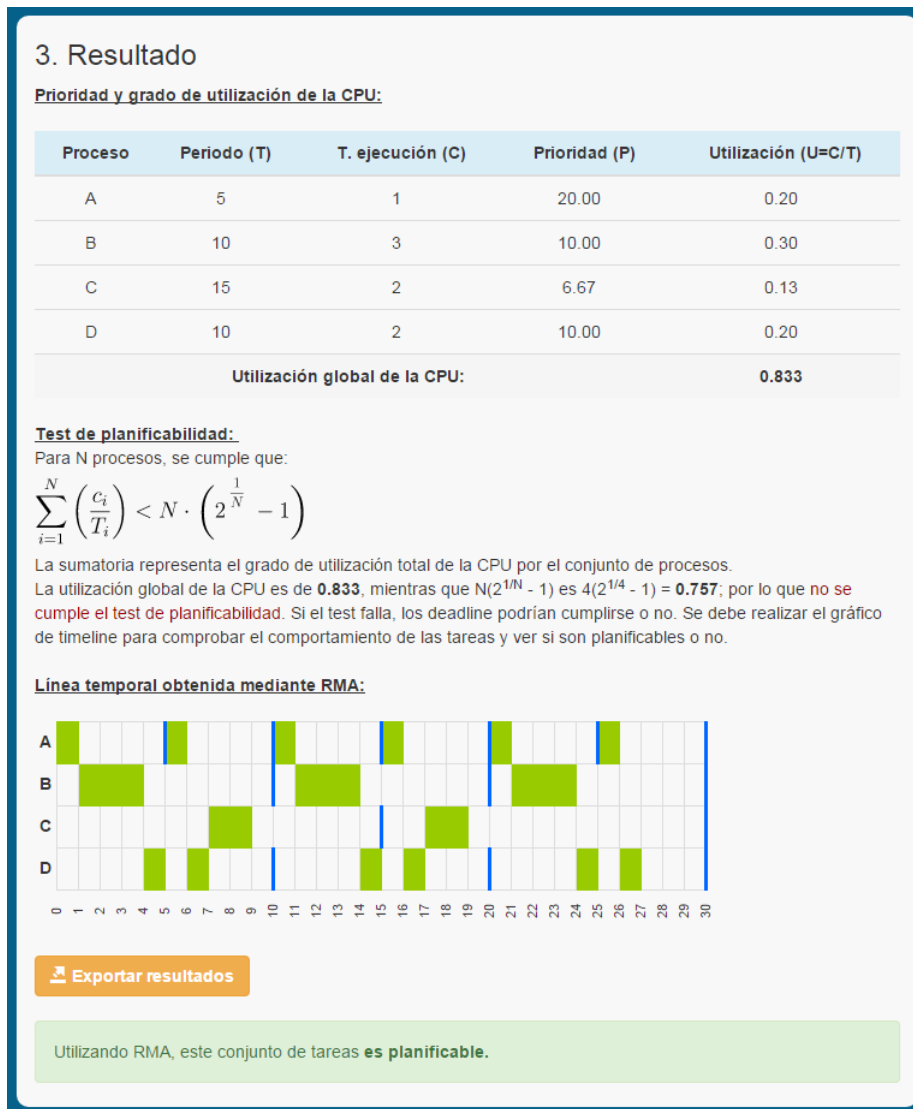 3. Resultado
Prioridad y grado de utilización de la CPU:
Proceso Periodo (T) T. ejecución (C) Prioridad (P) Utilización (U=C/T)
A 5 1 20.00 0.20
B 10 3 10.00 0.30
C 15 2 6.67 0.13
D 10 2 10.00 0.20
Utilización global de la CPU: 0.833
Test de planificabilidad:
Para N procesos, se cumple que:
\sum_{i=1}^{N} \left( \frac{c_i}{T_i} \right) < N \cdot \left( 2^{\frac{1}{N}} - 1 \right)
La sumatoria representa el grado de utilización total de la CPU por el conjunto de procesos.
La utilización global de la CPU es de 0.833, mientras que N(2^{1/N} - 1) es 4(2^{1/4} - 1) = 0.757; por lo que no se
cumple el test de planificabilidad. Si el test falla, los deadline podrían cumplirse o no. Se debe realizar el gráfico
de timeline para comprobar el comportamiento de las tareas y ver si son planificables o no.
Línea temporal obtenida mediante RMA:
A
B
C
D
0 1 2 3 4 5 6 7 8 9 10 11 12 13 14 15 16 17 18 19 20 21 22 23 24 25 26 27 28 29 30
Exportar resultados
Utilizando RMA, este conjunto de tareas es planificable.